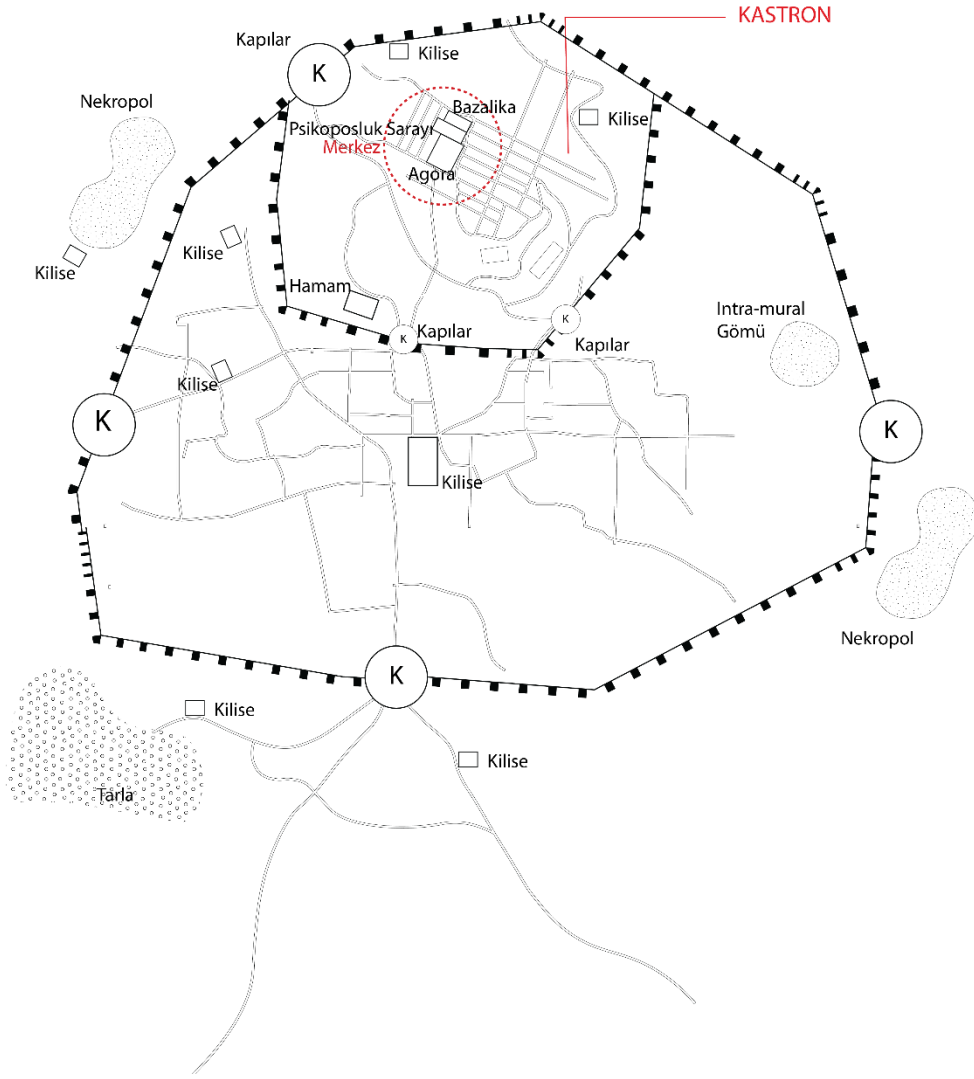 KASTRON
Kapılar
K
Kilise
Nekropol
Bazalika
Kilise
Psikoposluk Sarayı
Merkez
Agora
Kilise
Kilise
Hamam
Intra-mural
Gömü
K
Kapılar
K
Kapılar
Kilise
K
K
Kilise
Nekropol
K
Kilise
Kilise
Tarla